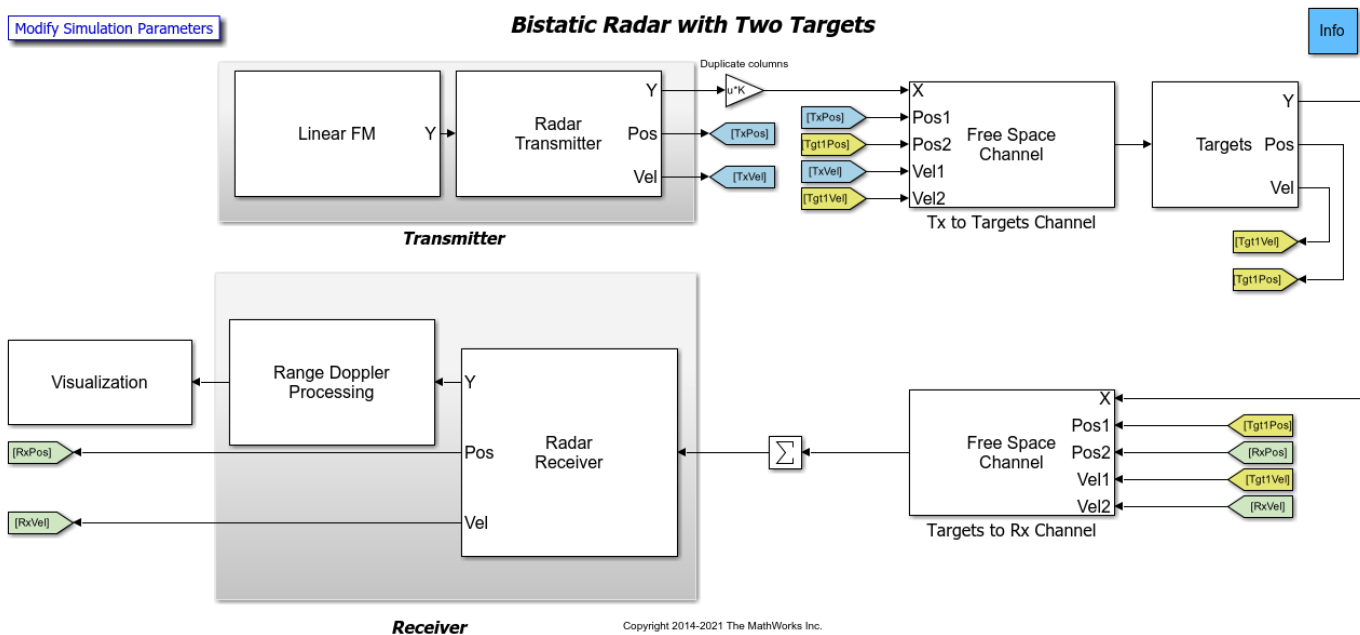 Modify Simulation Parameters
Bistatic Radar with Two Targets
Info
Linear FM
Y
Radar
Transmitter
Y
Pos
Vel
Transmitter
Duplicate columns
u*K
[TxPos]
[TxVel]
[TxPos]
[Tgt1Pos]
[TxVel]
[Tgt1Vel]
X
Pos1
Pos2
Vel1
Vel2
Free Space
Channel
Tx to Targets Channel
Targets
Y
Pos
Vel
[Tgt1Vel]
[Tgt1Pos]
Visualization
Range Doppler
Processing
Y
Pos
Vel
Radar
Receiver
[RxPos]
[RxVel]
Σ
Free Space
Channel
X
Pos1
Pos2
Vel1
Vel2
[Tgt1Pos]
[RxPos]
[Tgt1Vel]
[RxVel]
Targets to Rx Channel
Receiver
Copyright 2014-2021 The MathWorks Inc.